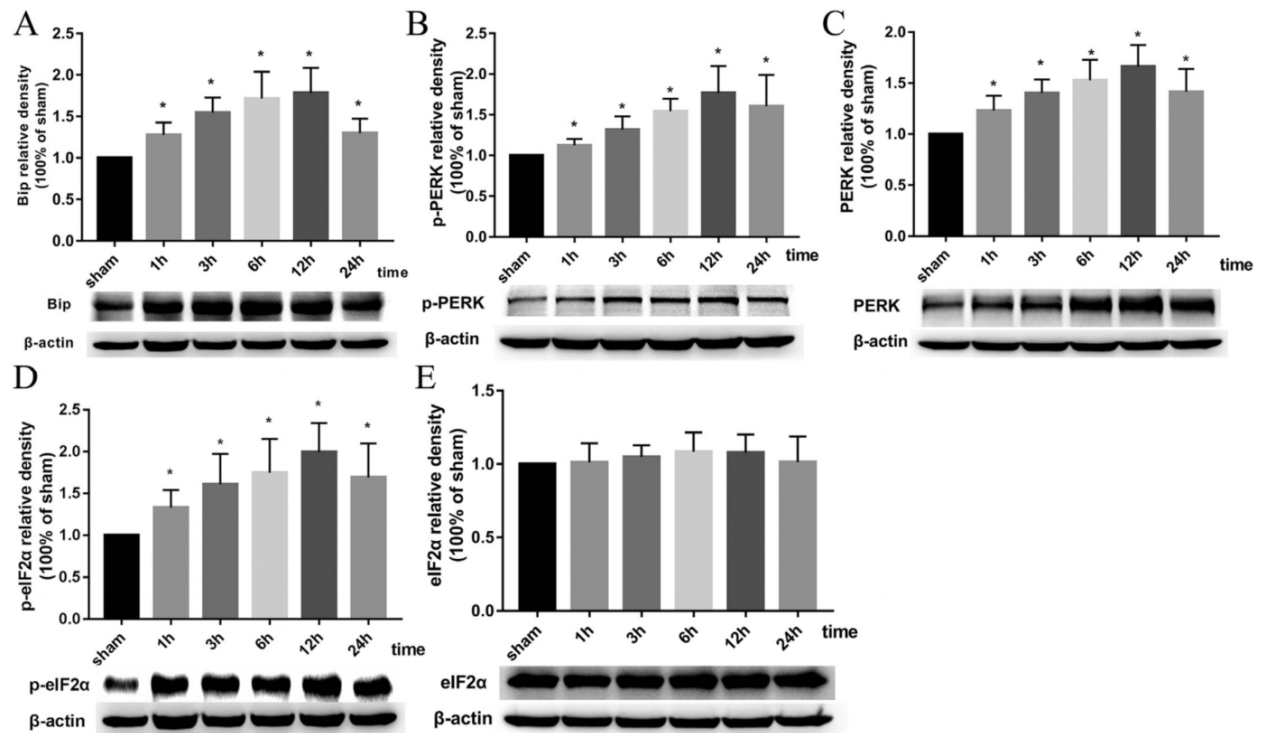 A
Bip relative density
(100% of sham)
2.5
2.0
1.5
1.0
0.5
0.0
*
*
*
*
*
sham
1h
3h
6h
12h
24h
time
Bip
β-actin
B
p-PERK relative density
(100% of sham)
2.5
2.0
1.5
1.0
0.5
0.0
*
*
*
*
*
sham
1h
3h
6h
12h
24h
time
p-PERK
β-actin
C
PERK relative density
(100% of sham)
2.0
1.5
1.0
0.5
0.0
*
*
*
*
*
sham
1h
3h
6h
12h
24h
time
PERK
β-actin
D
p-eIF2α relative density
(100% of sham)
2.5
2.0
1.5
1.0
0.5
0.0
*
*
*
*
*
sham
1h
3h
6h
12h
24h
time
p-eIF2α
β-actin
E
eIF2α relative density
(100% of sham)
1.5
1.0
0.5
0.0
sham
1h
3h
6h
12h
24h
time
eIF2α
β-actin